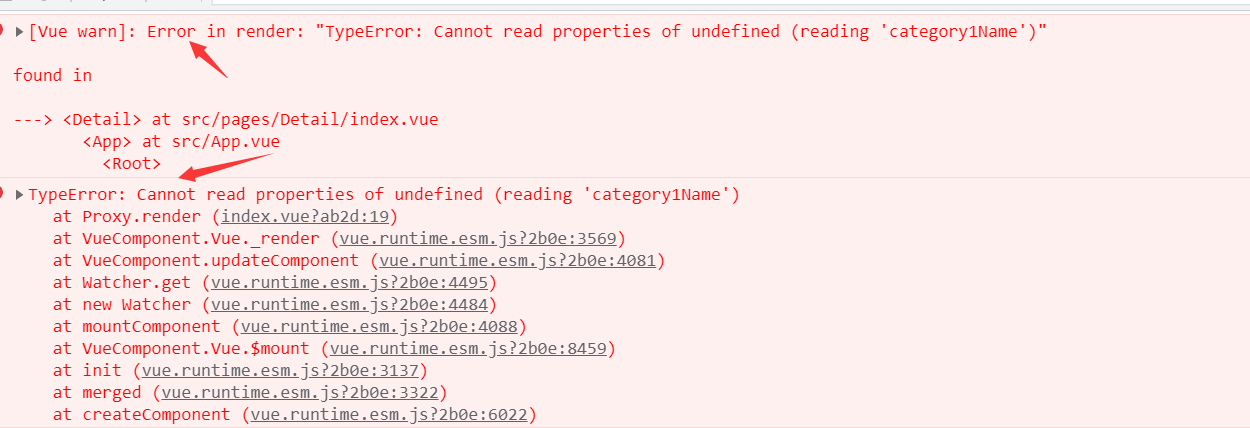 [Vue warn]: Error in render: "TypeError: Cannot read properties of undefined (reading 'category1Name')"
found in
---> <Detail> at src/pages/Detail/index.vue
<App> at src/App.vue
<Root>
TypeError: Cannot read properties of undefined (reading 'category1Name')
at Proxy.render (index.vue?ab2d:19)
at VueComponent.Vue._render (vue.runtime.esm.js?2b0e:3569)
at VueComponent.updateComponent (vue.runtime.esm.js?2b0e:4081)
at Watcher.get (vue.runtime.esm.js?2b0e:4495)
at new Watcher (vue.runtime.esm.js?2b0e:4484)
at mountComponent (vue.runtime.esm.js?2b0e:4088)
at VueComponent.Vue.$mount (vue.runtime.esm.js?2b0e:8459)
at init (vue.runtime.esm.js?2b0e:3137)
at merged (vue.runtime.esm.js?2b0e:3322)
at createComponent (vue.runtime.esm.js?2b0e:6022)